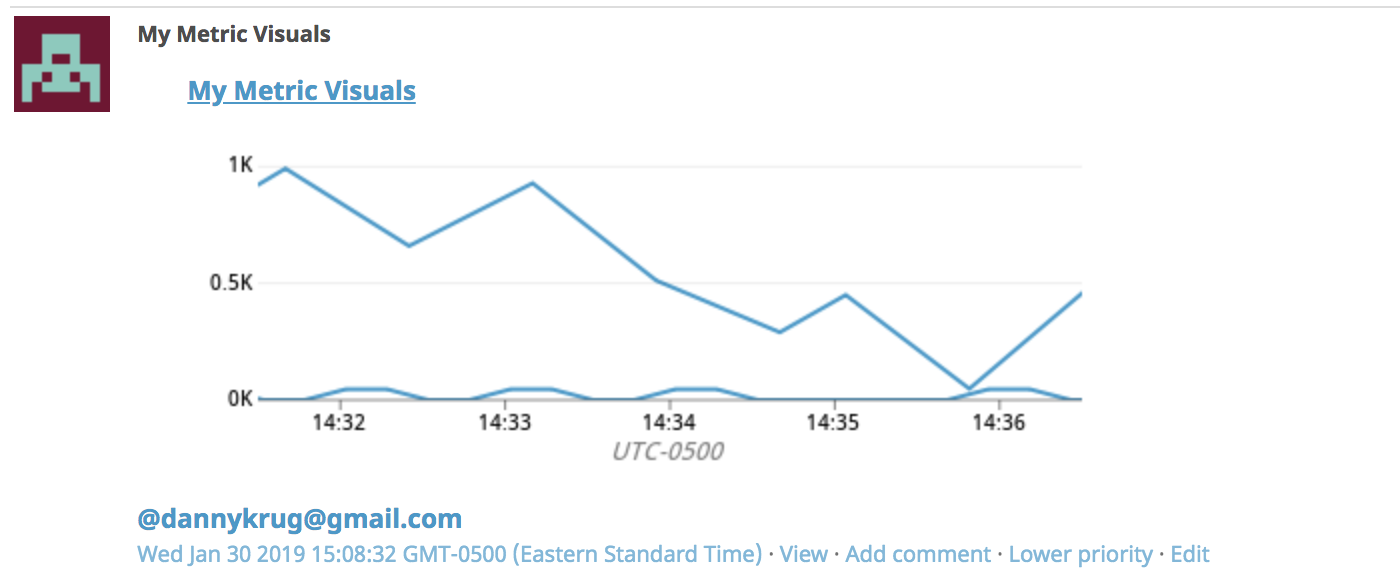 My Metric Visuals
My Metric Visuals
1K
0.5K
0K
14:32 14:33 14:34 14:35 14:36
UTC-0500
@dannykrug@gmail.com
Wed Jan 30 2019 15:08:32 GMT-0500 (Eastern Standard Time) · View · Add comment · Lower priority · Edit